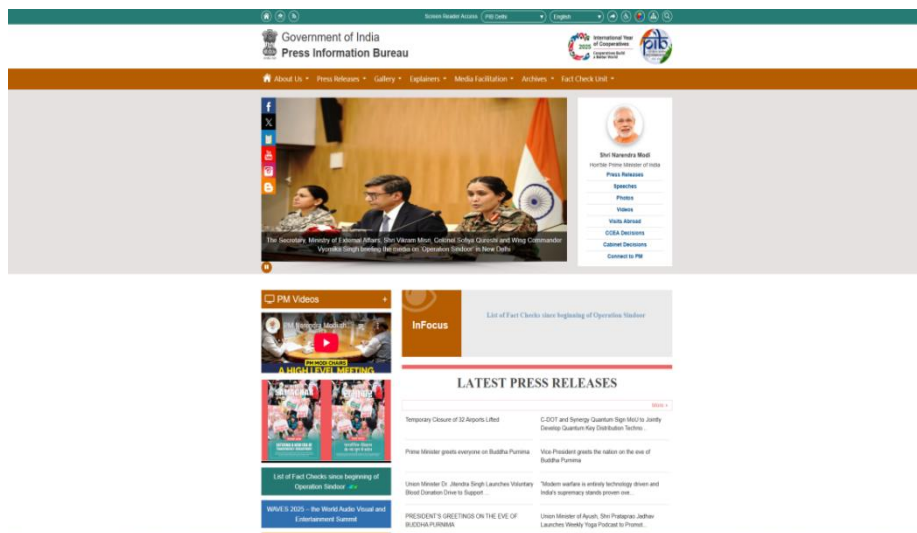 Screen Reader Access
PIB Delhi
English
Government of India
Press Information Bureau
2025
International Year
of Cooperatives
Cooperatives Build
a Better World
pib
About Us
Press Releases
Gallery
Explainers
Media Facilitation
Archives
Fact Check Unit
The Secretary, Ministry of External Affairs, Shri Vikram Misri, Colonel Sofiya Qureshi and Wing Commander
Vyomika Singh briefing the media on 'Operation Sindoor' in New Delhi
Shri Narendra Modi
Hon'ble Prime Minister of India
Press Releases
Speeches
Photos
Videos
Visits Abroad
CCEA Decisions
Cabinet Decisions
Connect to PM
PM Videos
+
PM Narendra Modi ch...
PM MODI CHAIRS
A HIGH LEVEL MEETING
List of Fact Checks since beginning of
Operation Sindoor
WAVES 2025 – the World Audio Visual and
Entertainment Summit
InFocus
List of Fact Checks since beginning of Operation Sindoor
LATEST PRESS RELEASES
More »
Temporary Closure of 32 Airports Lifted
C-DOT and Synergy Quantum Sign MoU to Jointly
Develop Quantum Key Distribution Techno...
Prime Minister greets everyone on Buddha Purnima
Vice-President greets the nation on the eve of
Buddha Purnima
Union Minister Dr. Jitendra Singh Launches Voluntary
Blood Donation Drive to Support ...
"Modern warfare is entirely technology driven and
India's supremacy stands proven ove...
PRESIDENT'S GREETINGS ON THE EVE OF
BUDDHA PURNIMA
Union Minister of Ayush, Shri Prataprao Jadhav
Launches Weekly Yoga Podcast to Promot...